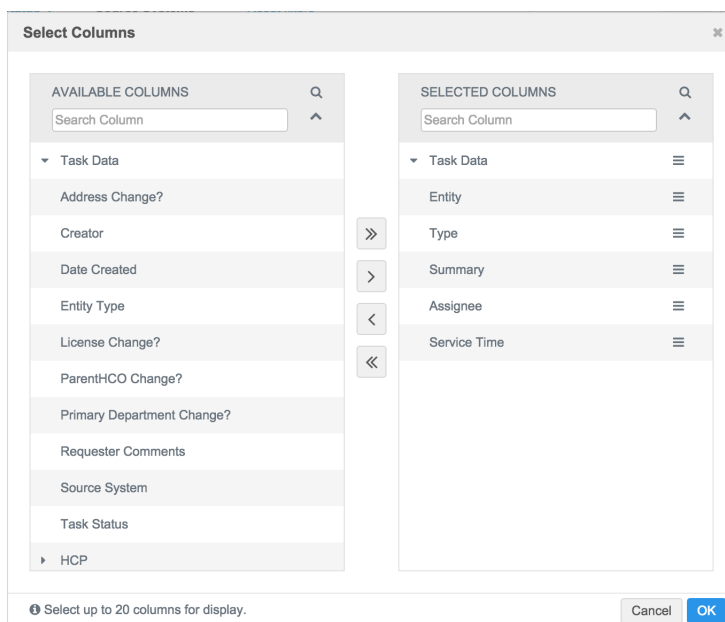 Select Columns
AVAILABLE COLUMNS
Search Column
Task Data
Address Change?
Creator
Date Created
Entity Type
License Change?
ParentHCO Change?
Primary Department Change?
Requester Comments
Source System
Task Status
HCP
SELECTED COLUMNS
Search Column
Task Data
Entity
Type
Summary
Assignee
Service Time
Select up to 20 columns for display.
Cancel
OK